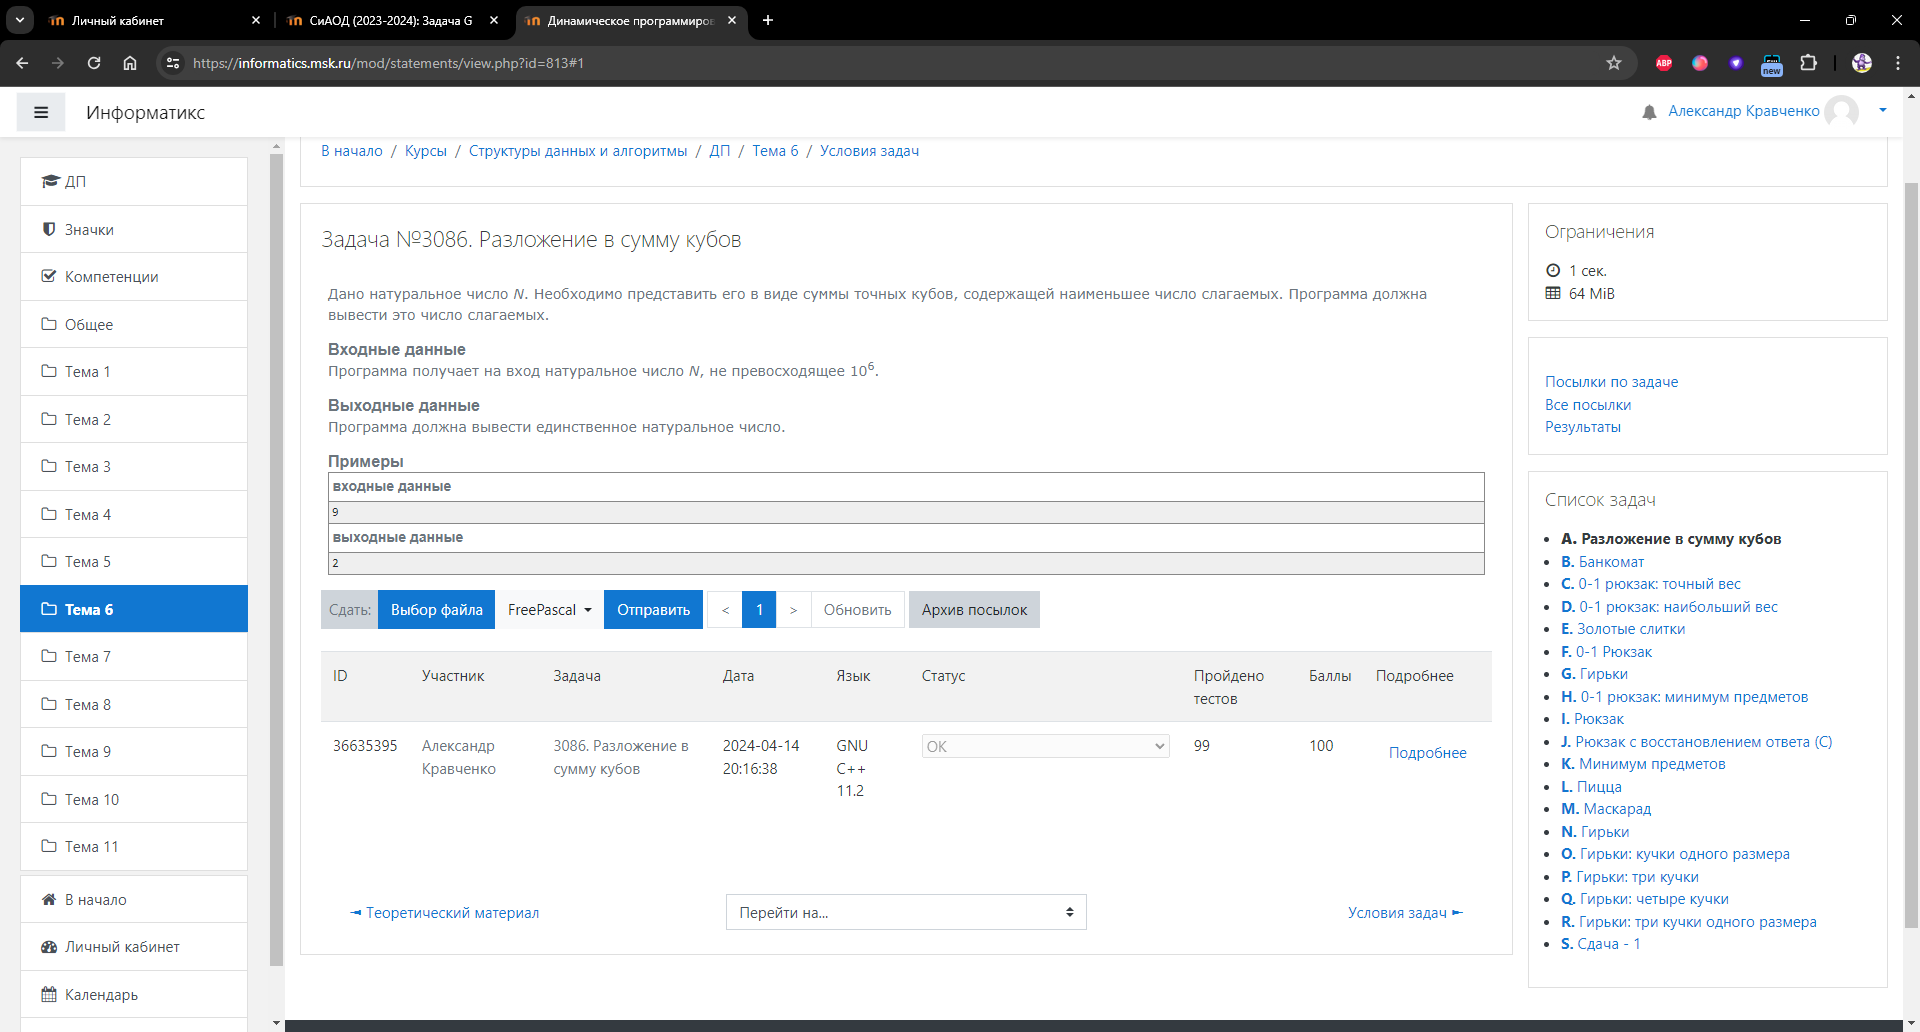 Личный кабинет
СиАОД (2023-2024): Задача G
Динамическое программиров
https://informatics.msk.ru/mod/statements/view.php?id=813#1
ABP
new
Информатикс
Александр Кравченко
В начало / Курсы / Структуры данных и алгоритмы / ДП / Тема 6 / Условия задач
ДП
Значки
Компетенции
Общее
Тема 1
Тема 2
Тема 3
Тема 4
Тема 5
Тема 6
Тема 7
Тема 8
Тема 9
Тема 10
Тема 11
В начало
Личный кабинет
Календарь
Задача №3086. Разложение в сумму кубов
Дано натуральное число N. Необходимо представить его в виде суммы точных кубов, содержащей наименьшее число слагаемых. Программа должна
вывести это число слагаемых.
Входные данные
Программа получает на вход натуральное число N, не превосходящее 10⁶.
Выходные данные
Программа должна вывести единственное натуральное число.
Примеры
входные данные
9
выходные данные
2
Сдать: Выбор файла FreePascal Отправить < 1 > Обновить Архив посылок
ID Участник Задача Дата Язык Статус Пройдено тестов Баллы Подробнее
36635395 Александр Кравченко 3086. Разложение в сумму кубов 2024-04-14 20:16:38 GNU C++ 11.2 OK 99 100 Подробнее
◄ Теоретический материал
Перейти на...
Условия задач ►
Ограничения
1 сек.
64 MiB
Посылки по задаче
Все посылки
Результаты
Список задач
A. Разложение в сумму кубов
B. Банкомат
C. 0-1 рюкзак: точный вес
D. 0-1 рюкзак: наибольший вес
E. Золотые слитки
F. 0-1 Рюкзак
G. Гирьки
H. 0-1 рюкзак: минимум предметов
I. Рюкзак
J. Рюкзак с восстановлением ответа (C)
K. Минимум предметов
L. Пицца
M. Маскарад
N. Гирьки
O. Гирьки: кучки одного размера
P. Гирьки: три кучки
Q. Гирьки: четыре кучки
R. Гирьки: три кучки одного размера
S. Сдача - 1